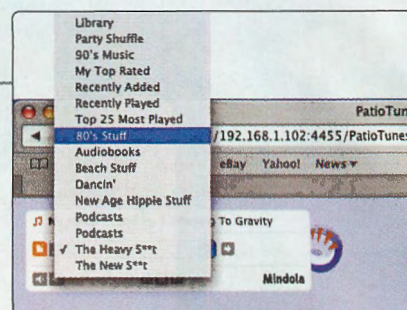 Library
Party Shuffle
90's Music
My Top Rated
Recently Added
Recently Played
Top 25 Most Played
80's Stuff
Audiobooks
Beach Stuff
Dancin'
New Age Hippie Stuff
Podcasts
Podcasts
✓ The Heavy S**t
The New S**t
PatioTun
/192.168.1.102:4455/PatioTunes
eBay Yahoo! News ▾
N
g To Gravity
Mindola